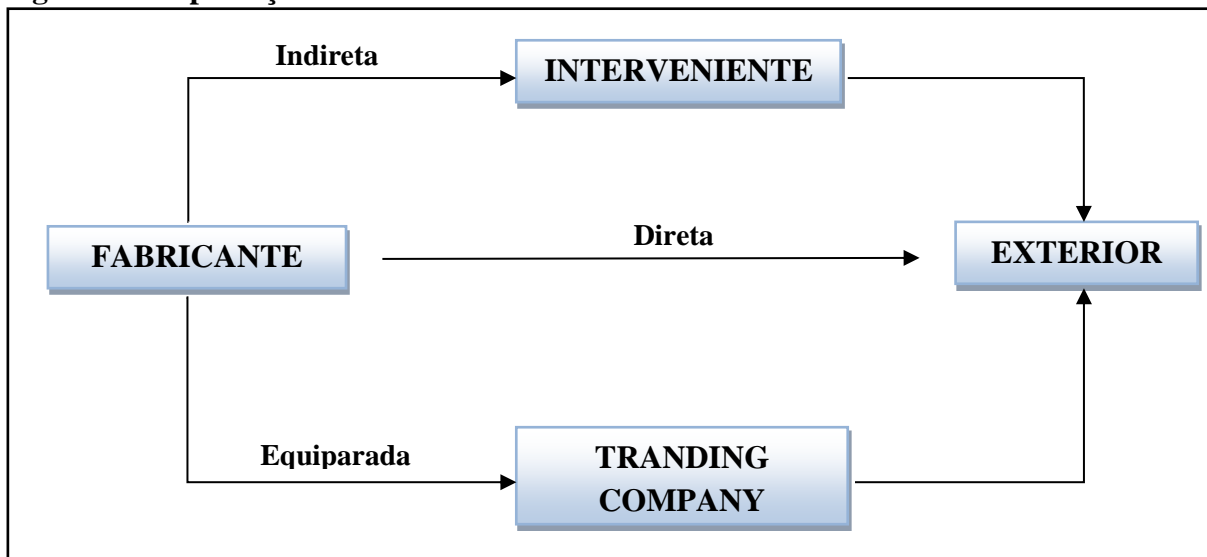 Indireta
INTERVENIENTE
Direta
FABRICANTE
EXTERIOR
Equiparada
TRANDING
COMPANY